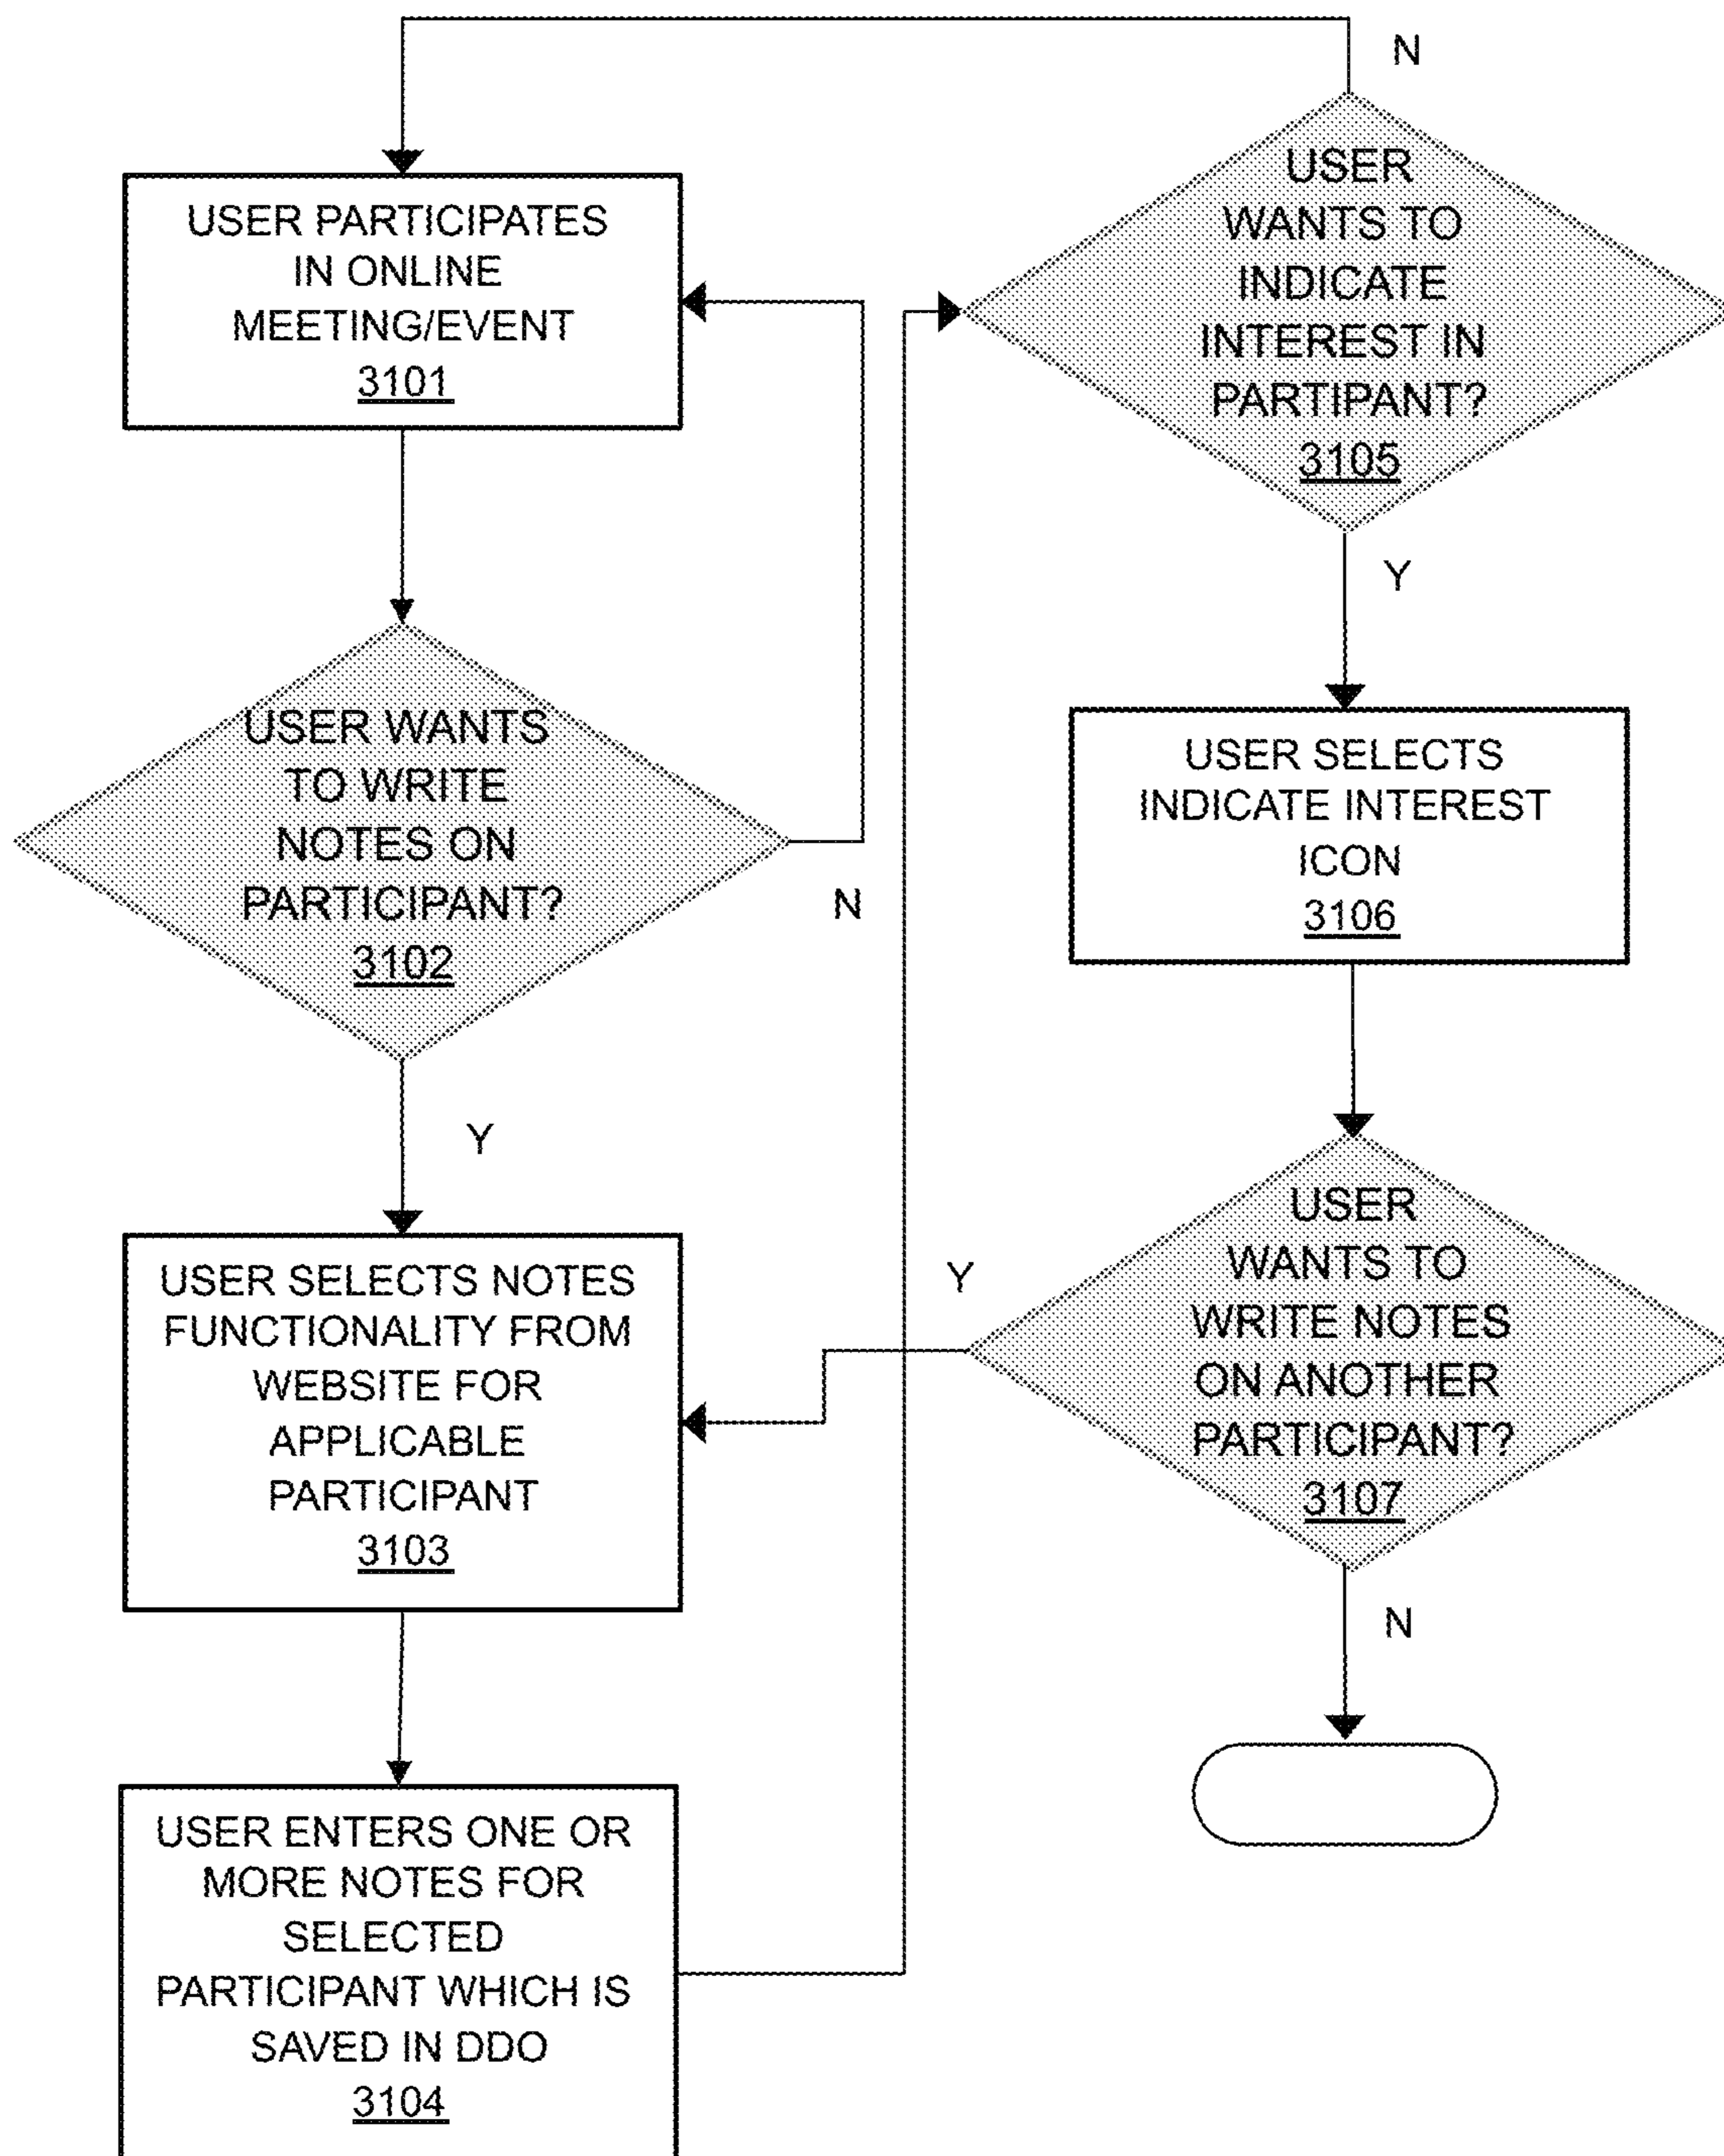 USER PARTICIPATES
IN ONLINE
MEETING/EVENT
3101
USER WANTS
TO WRITE
NOTES ON
PARTICIPANT?
3102
N
Y
USER SELECTS NOTES
FUNCTIONALITY FROM
WEBSITE FOR
APPLICABLE
PARTICIPANT
3103
USER ENTERS ONE OR
MORE NOTES FOR
SELECTED
PARTICIPANT WHICH IS
SAVED IN DDO
3104
N
USER
WANTS TO
INDICATE
INTEREST IN
PARTIPANT?
3105
Y
USER SELECTS
INDICATE INTEREST
ICON
3106
USER
WANTS TO
WRITE NOTES
ON ANOTHER
PARTICIPANT?
3107
Y
N